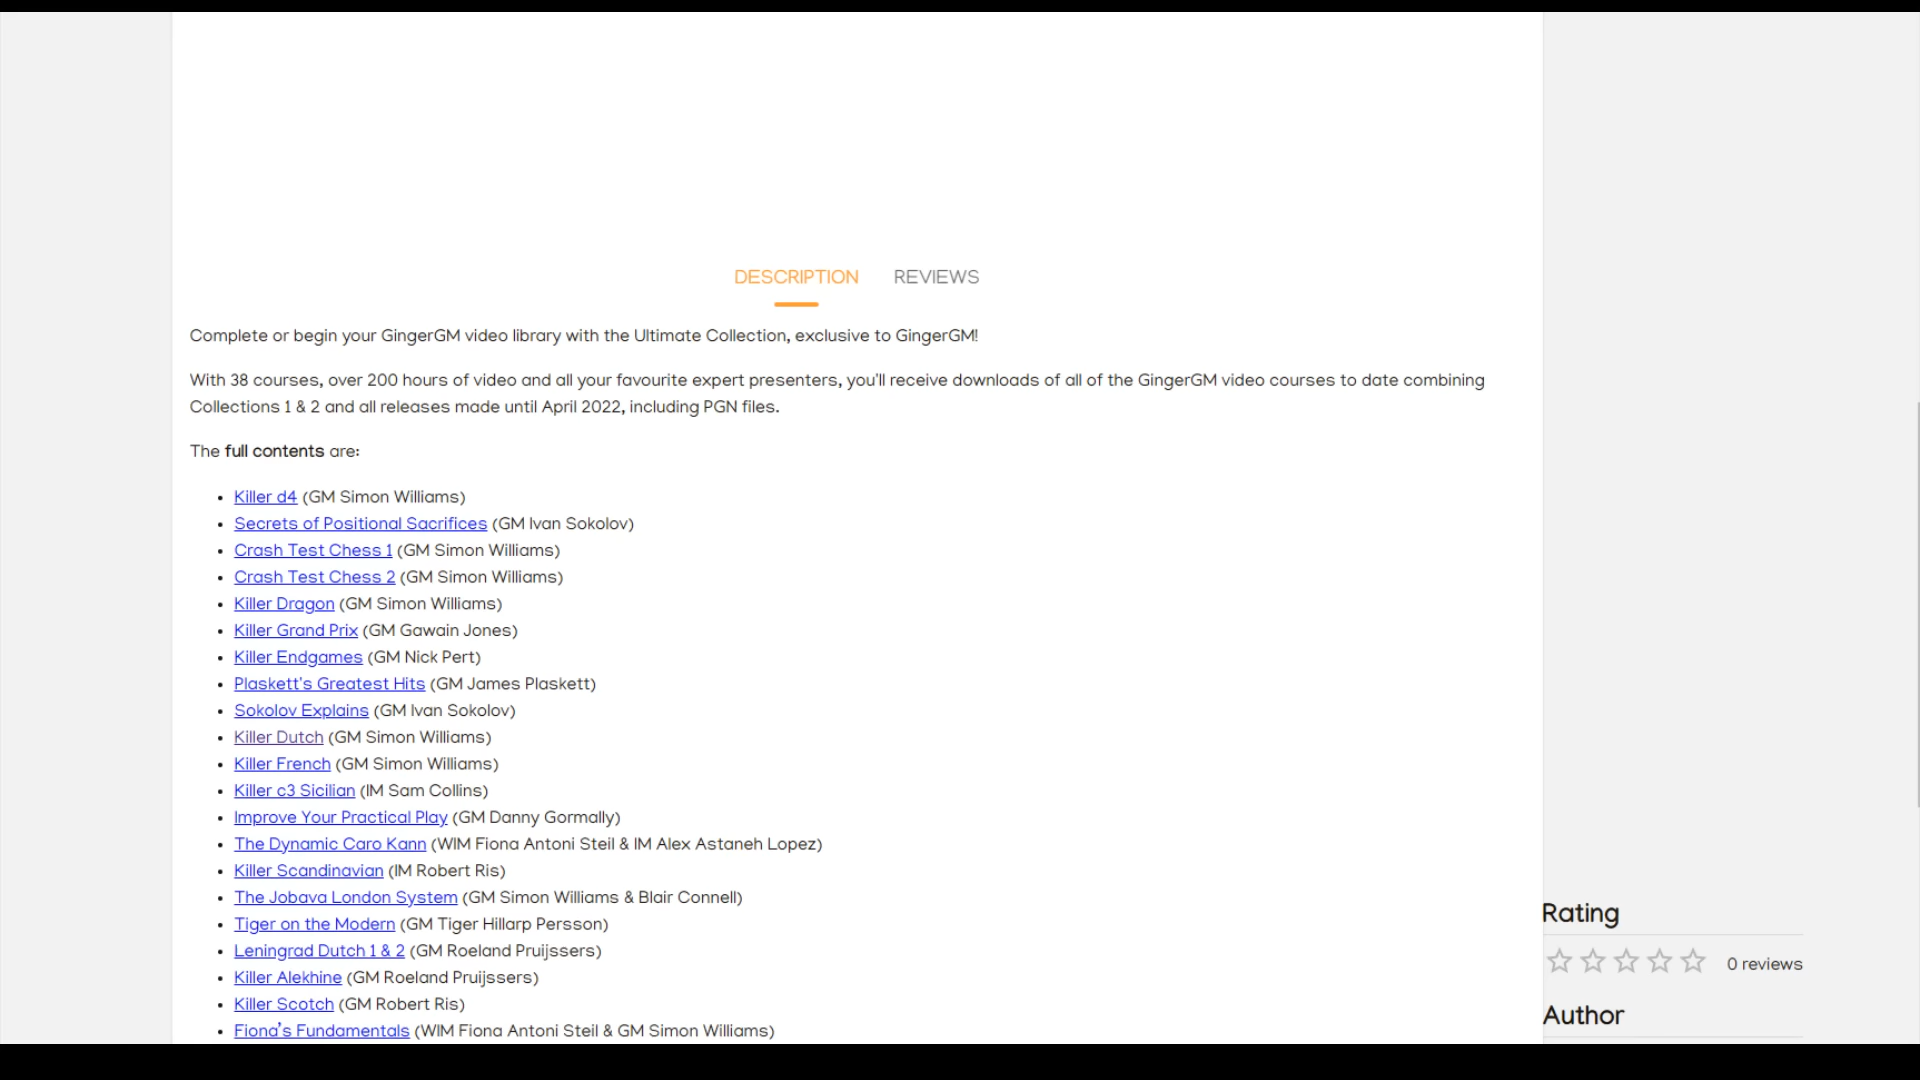 DESCRIPTION REVIEWS
Complete or begin your GingerGM video library with the Ultimate Collection, exclusive to GingerGM!
With 38 courses, over 200 hours of video and all your favourite expert presenters, you'll receive downloads of all of the GingerGM video courses to date combining
Collections 1 & 2 and all releases made until April 2022, including PGN files.
The full contents are:
• Killer d4 (GM Simon Williams)
• Secrets of Positional Sacrifices (GM Ivan Sokolov)
• Crash Test Chess 1 (GM Simon Williams)
• Crash Test Chess 2 (GM Simon Williams)
• Killer Dragon (GM Simon Williams)
• Killer Grand Prix (GM Gawain Jones)
• Killer Endgames (GM Nick Pert)
• Plaskett's Greatest Hits (GM James Plaskett)
• Sokolov Explains (GM Ivan Sokolov)
• Killer Dutch (GM Simon Williams)
• Killer French (GM Simon Williams)
• Killer c3 Sicilian (IM Sam Collins)
• Improve Your Practical Play (GM Danny Gormally)
• The Dynamic Caro Kann (WIM Fiona Antoni Steil & IM Alex Astaneh Lopez)
• Killer Scandinavian (IM Robert Ris)
• The Jobava London System (GM Simon Williams & Blair Connell)
• Tiger on the Modern (GM Tiger Hillarp Persson)
• Leningrad Dutch 1 & 2 (GM Roeland Pruijssers)
• Killer Alekhine (GM Roeland Pruijssers)
• Killer Scotch (GM Robert Ris)
• Fiona’s Fundamentals (WIM Fiona Antoni Steil & GM Simon Williams)
Rating
0 reviews
Author